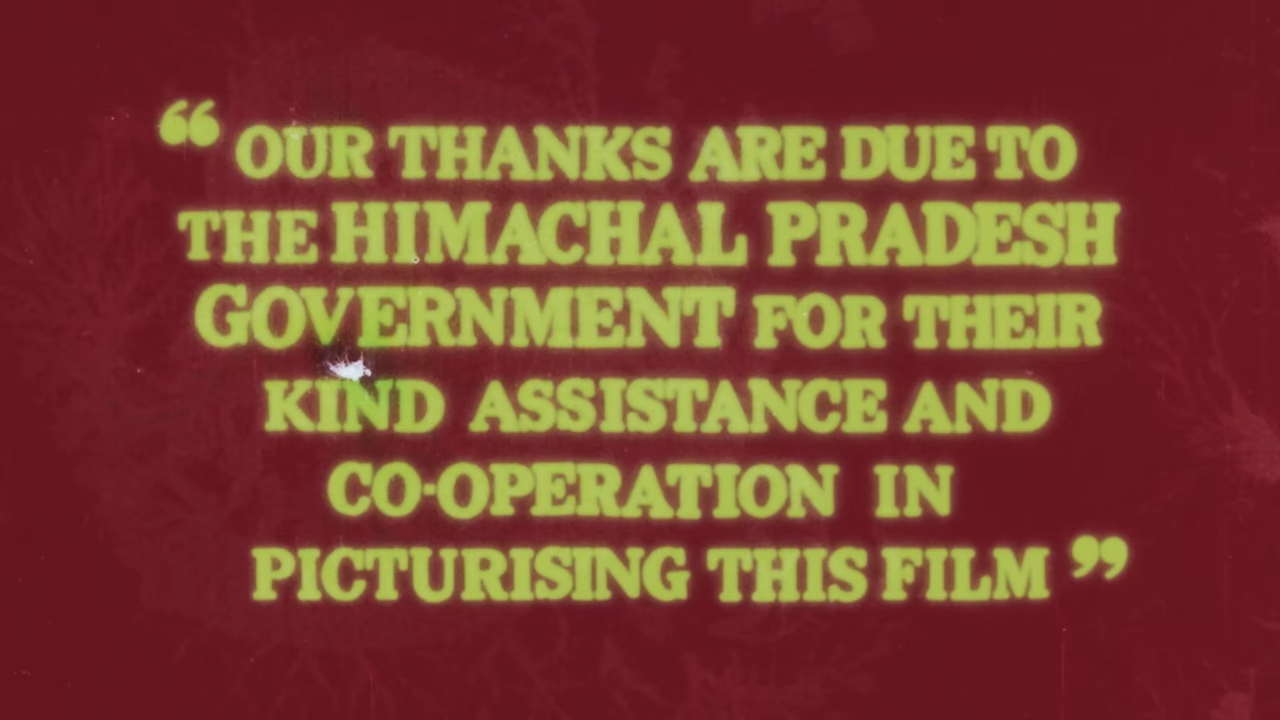 “ OUR THANKS ARE DUE TO
THE HIMACHAL PRADESH
GOVERNMENT FOR THEIR
KIND ASSISTANCE AND
CO-OPERATION IN
PICTURISING THIS FILM ”